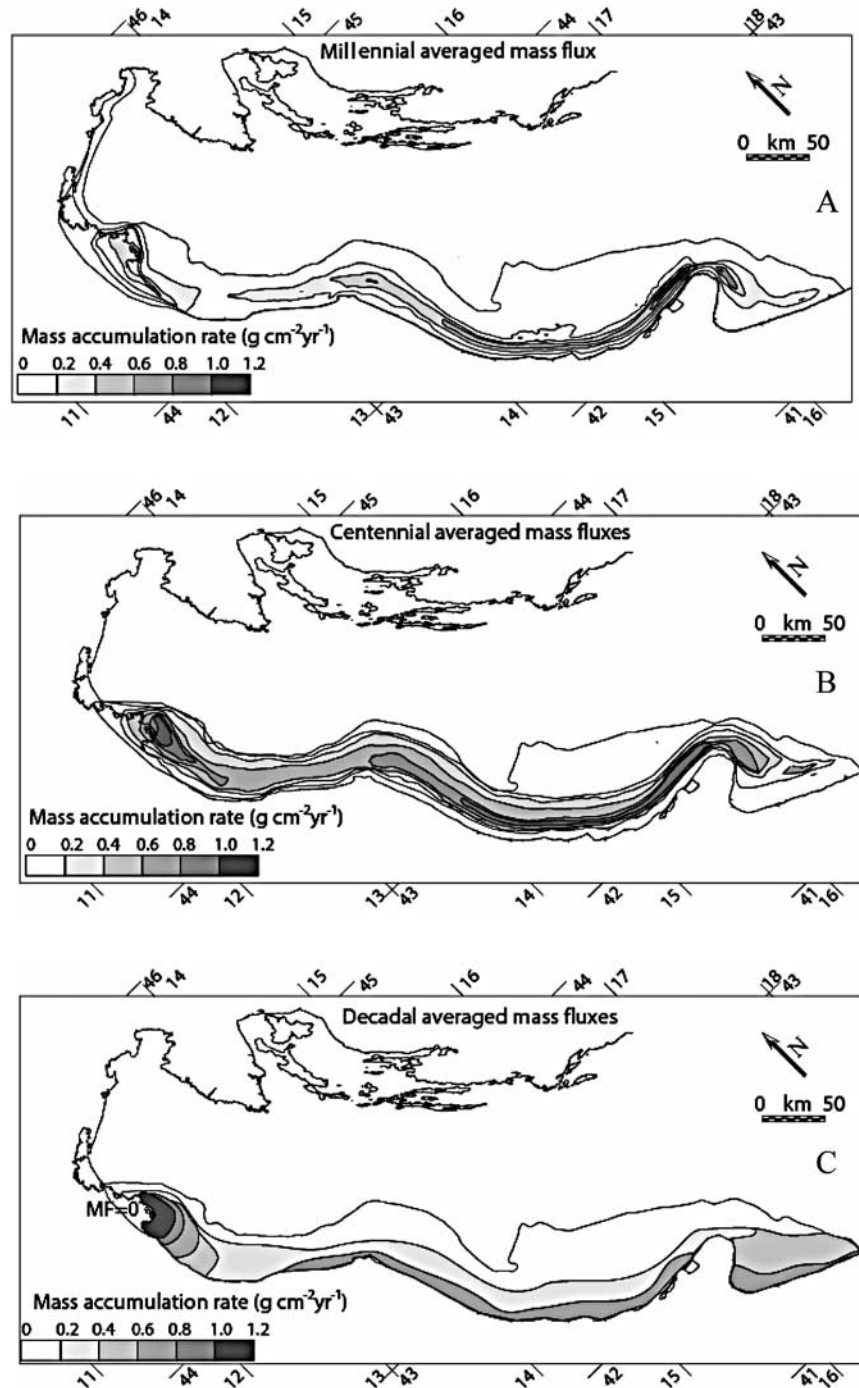 46 14 15 45 16 44 17 18 43
Millennial averaged mass flux
N
0 km 50
A
Mass accumulation rate (g cm⁻²yr⁻¹)
0 0.2 0.4 0.6 0.8 1.0 1.2
11 44 12 13 43 14 42 15 41 16
46 14 15 45 16 44 17 18 43
Centennial averaged mass fluxes
N
0 km 50
B
Mass accumulation rate (g cm⁻²yr⁻¹)
0 0.2 0.4 0.6 0.8 1.0 1.2
11 44 12 13 43 14 42 15 41 16
46 14 15 45 16 44 17 18 43
Decadal averaged mass fluxes
N
0 km 50
C
MF=0
Mass accumulation rate (g cm⁻²yr⁻¹)
0 0.2 0.4 0.6 0.8 1.0 1.2
11 44 12 13 43 14 42 15 41 16